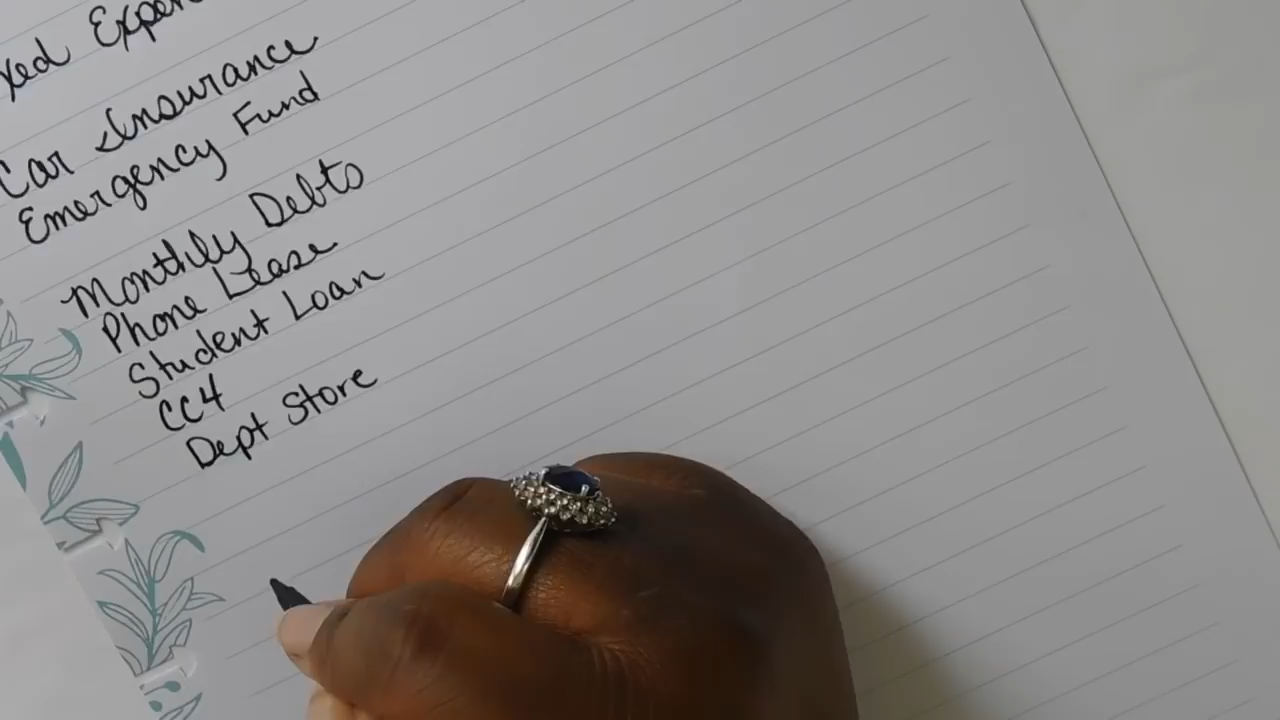 Car Insurance
Emergency Fund
Monthly Debts
Phone Lease
Student Loan
CC4
Dept Store